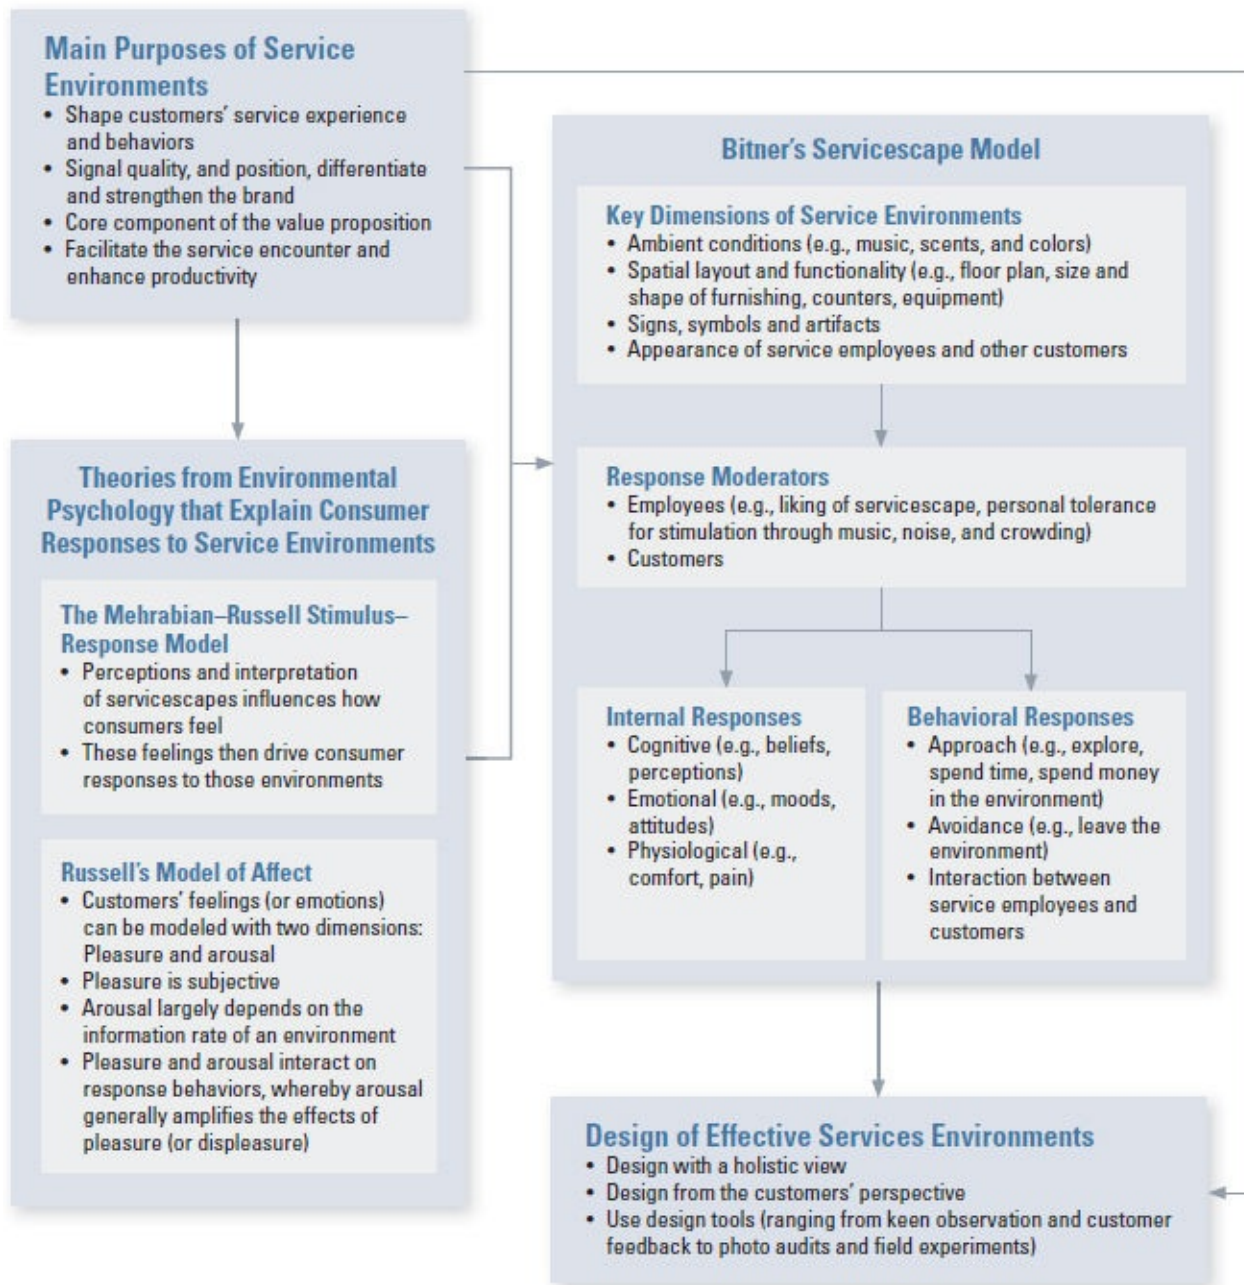 Main Purposes of Service
Environments
• Shape customers' service experience
and behaviors
• Signal quality, and position, differentiate
and strengthen the brand
• Core component of the value proposition
• Facilitate the service encounter and
enhance productivity
Theories from Environmental
Psychology that Explain Consumer
Responses to Service Environments
The Mehrabian–Russell Stimulus–
Response Model
• Perceptions and interpretation
of servicescapes influences how
consumers feel
• These feelings then drive consumer
responses to those environments
Russell's Model of Affect
• Customers' feelings (or emotions)
can be modeled with two dimensions:
Pleasure and arousal
• Pleasure is subjective
• Arousal largely depends on the
information rate of an environment
• Pleasure and arousal interact on
response behaviors, whereby arousal
generally amplifies the effects of
pleasure (or displeasure)
Bitner's Servicescape Model
Key Dimensions of Service Environments
• Ambient conditions (e.g., music, scents, and colors)
• Spatial layout and functionality (e.g., floor plan, size and
shape of furnishing, counters, equipment)
• Signs, symbols and artifacts
• Appearance of service employees and other customers
Response Moderators
• Employees (e.g., liking of servicescape, personal tolerance
for stimulation through music, noise, and crowding)
• Customers
Internal Responses
• Cognitive (e.g., beliefs,
perceptions)
• Emotional (e.g., moods,
attitudes)
• Physiological (e.g.,
comfort, pain)
Behavioral Responses
• Approach (e.g., explore,
spend time, spend money
in the environment)
• Avoidance (e.g., leave the
environment)
• Interaction between
service employees and
customers
Design of Effective Services Environments
• Design with a holistic view
• Design from the customers' perspective
• Use design tools (ranging from keen observation and customer
feedback to photo audits and field experiments)